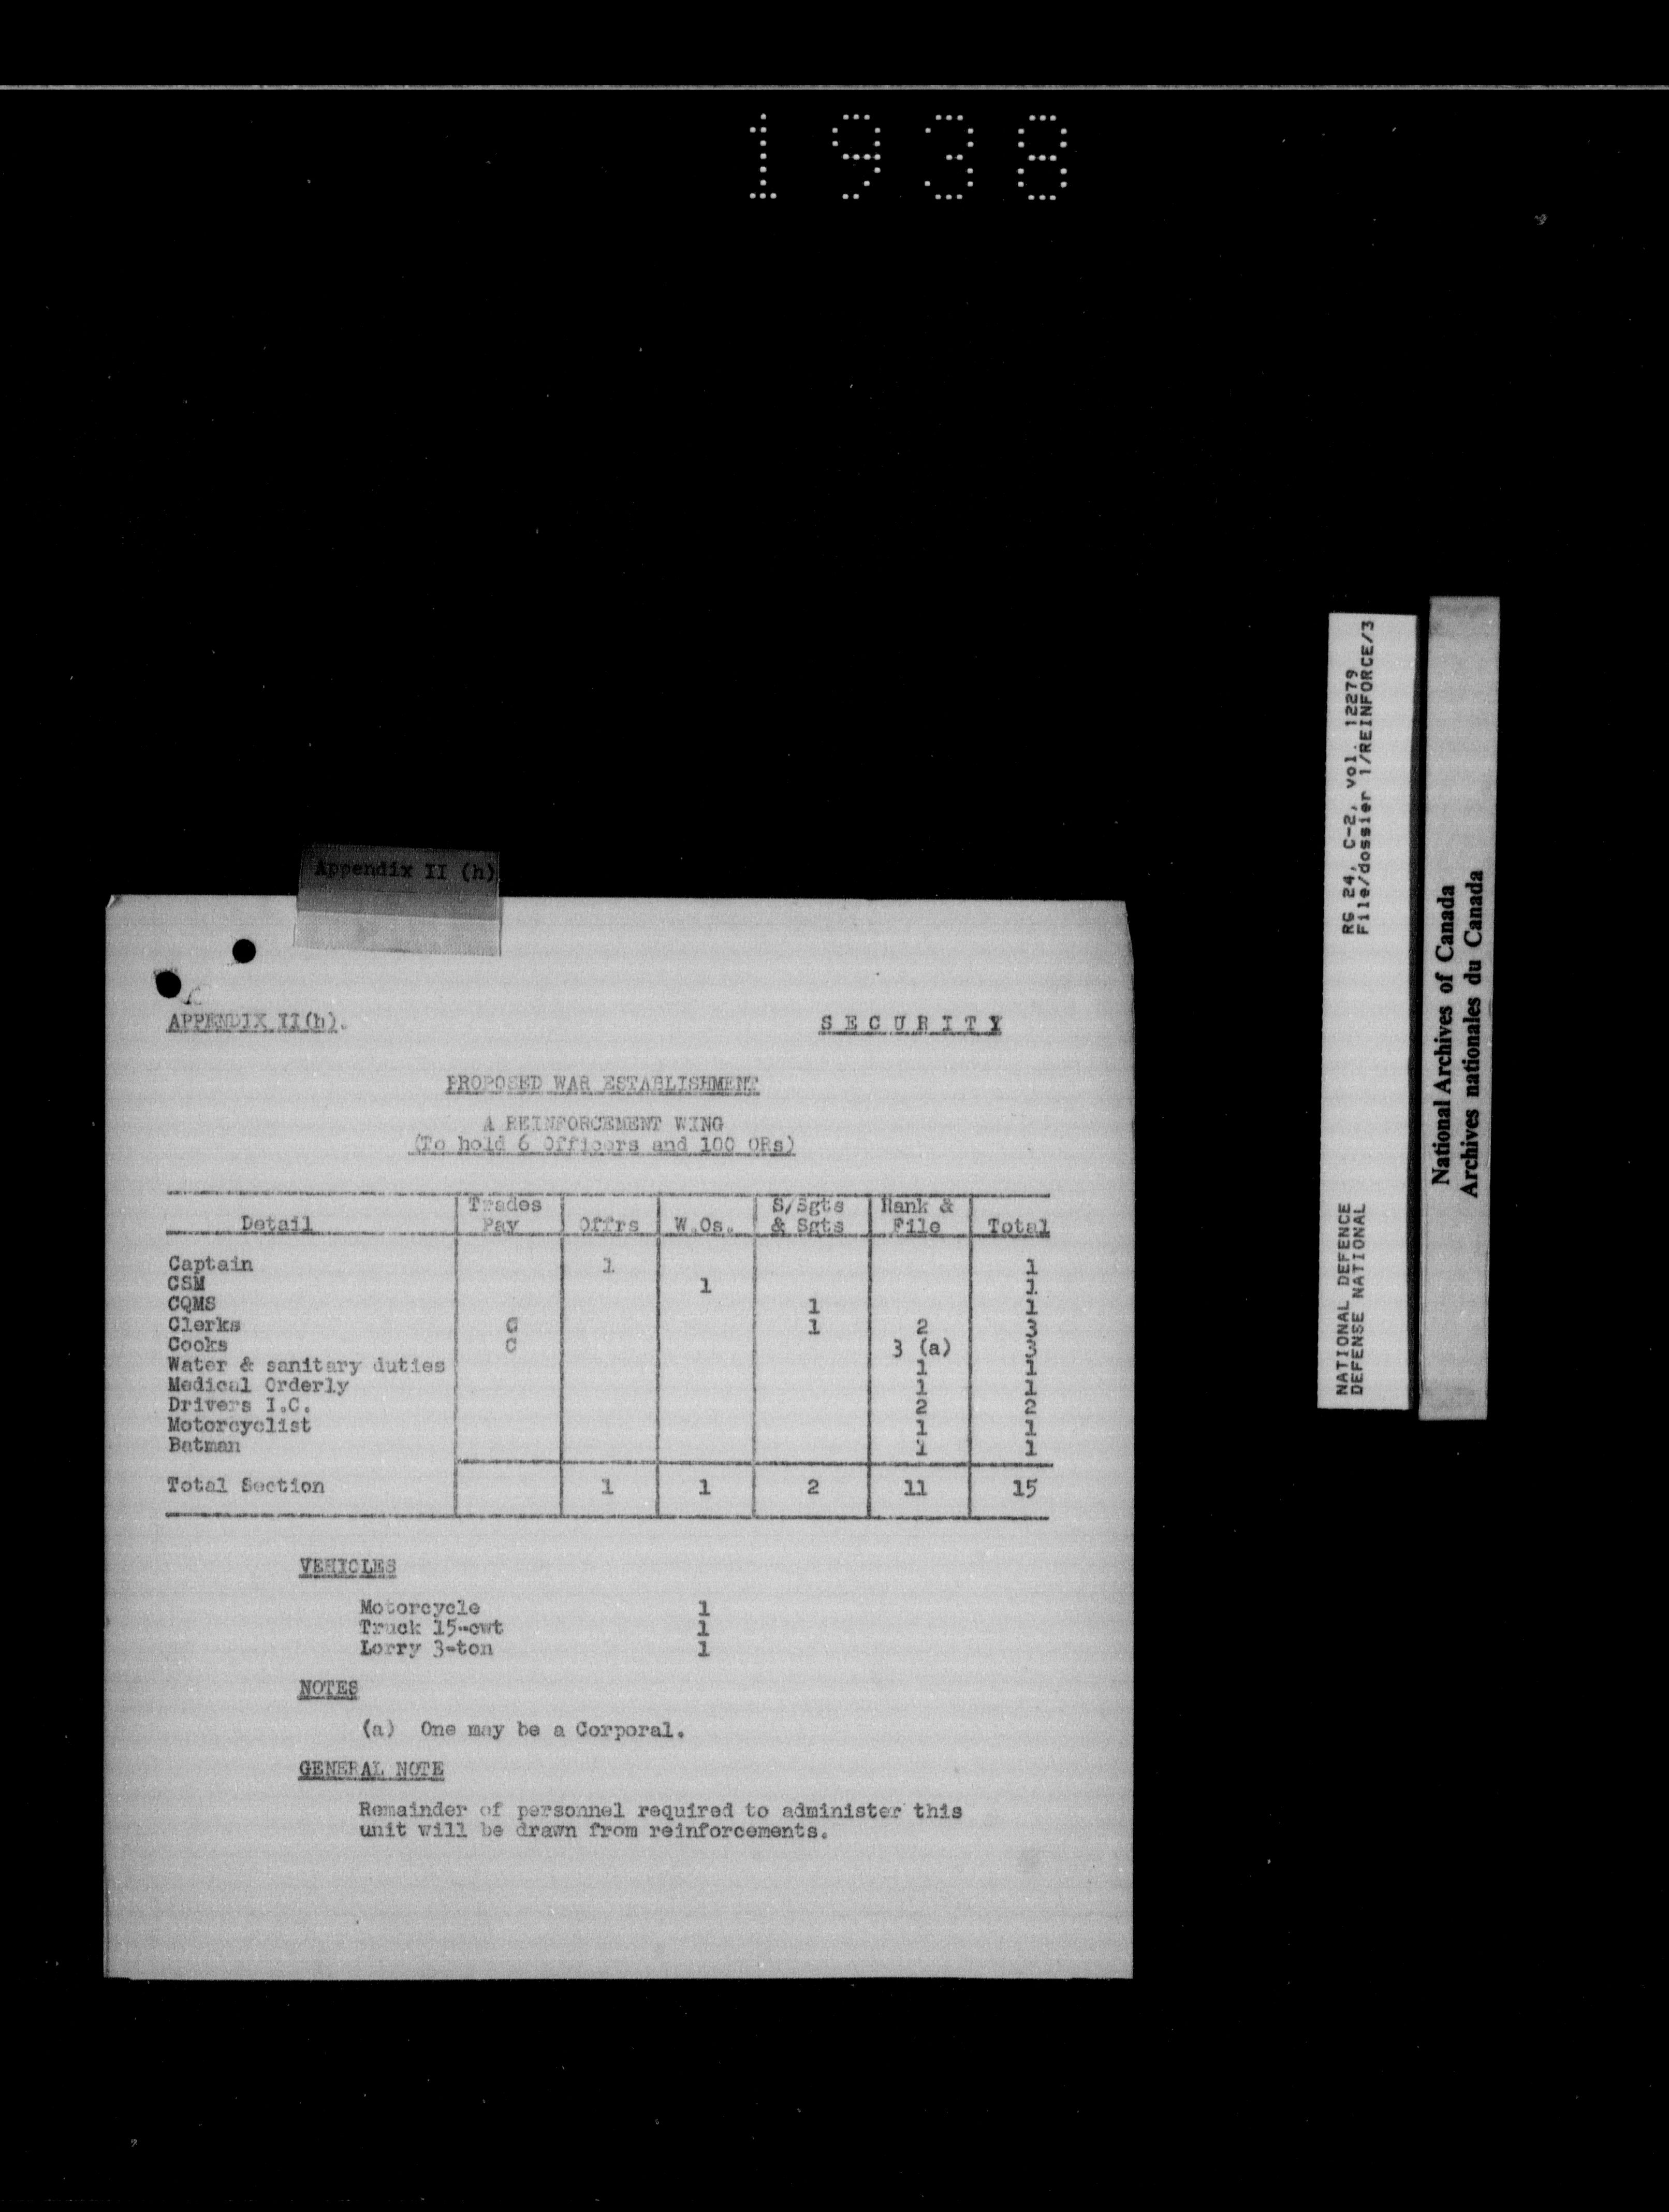 1938
Appendix II (h)
APPENDIX II(h).
SECURITY
PROPOSED WAR ESTABLISHMENT
A REINFORCEMENT WING
(To hold 6 Officers and 100 ORs)
Detail Trades Pay Offrs W.Os. S/Sgts & Sgts Rank & File Total
Captain 1 1
CSM 1 1
CQMS 1 1
Clerks C 1 2 3
Cooks C 3 (a) 3
Water & sanitary duties 1 1
Medical Orderly 1 1
Drivers I.C. 2 2
Motorcyclist 1 1
Batman 1 1
Total Section 1 1 2 11 15
VEHICLES
Motorcycle 1
Truck 15-cwt 1
Lorry 3-ton 1
NOTES
(a) One may be a Corporal.
GENERAL NOTE
Remainder of personnel required to administer this
unit will be drawn from reinforcements.
NATIONAL DEFENCE RG 24, C-2, vol. 12279
DEFENSE NATIONAL File/dossier 1/REINFORCE/3
National Archives of Canada
Archives nationales du Canada